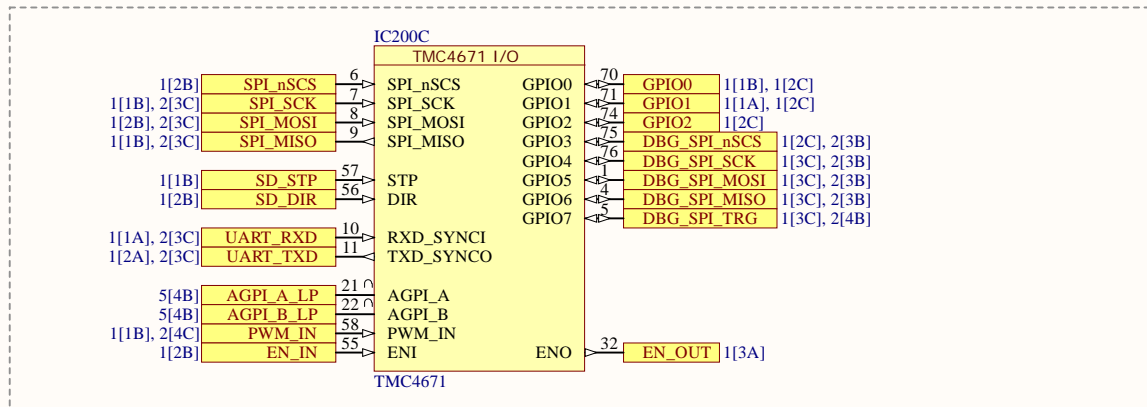 IC200C
TMC4671 I/O
1[2B] SPI_nSCS 6 SPI_nSCS GPIO0 70 GPIO0 1[1B], 1[2C]
1[1B], 2[3C] SPI_SCK 7 SPI_SCK GPIO1 71 GPIO1 1[1A], 1[2C]
1[2B], 2[3C] SPI_MOSI 8 SPI_MOSI GPIO2 74 GPIO2 1[2C]
1[1B], 2[3C] SPI_MISO 9 SPI_MISO GPIO3 75 DBG_SPI_nSCS 1[2C], 2[3B]
GPIO4 76 DBG_SPI_SCK 1[3C], 2[3B]
1[1B] SD_STP 57 STP GPIO5 1 DBG_SPI_MOSI 1[3C], 2[3B]
1[2B] SD_DIR 56 DIR GPIO6 4 DBG_SPI_MISO 1[3C], 2[3B]
GPIO7 5 DBG_SPI_TRG 1[3C], 2[4B]
1[1A], 2[3C] UART_RXD 10 RXD_SYNCI
1[2A], 2[3C] UART_TXD 11 TXD_SYNCO
5[4B] AGPI_A_LP 21 AGPI_A
5[4B] AGPI_B_LP 22 AGPI_B
1[1B], 2[4C] PWM_IN 58 PWM_IN
1[2B] EN_IN 55 ENI ENO 32 EN_OUT 1[3A]
TMC4671